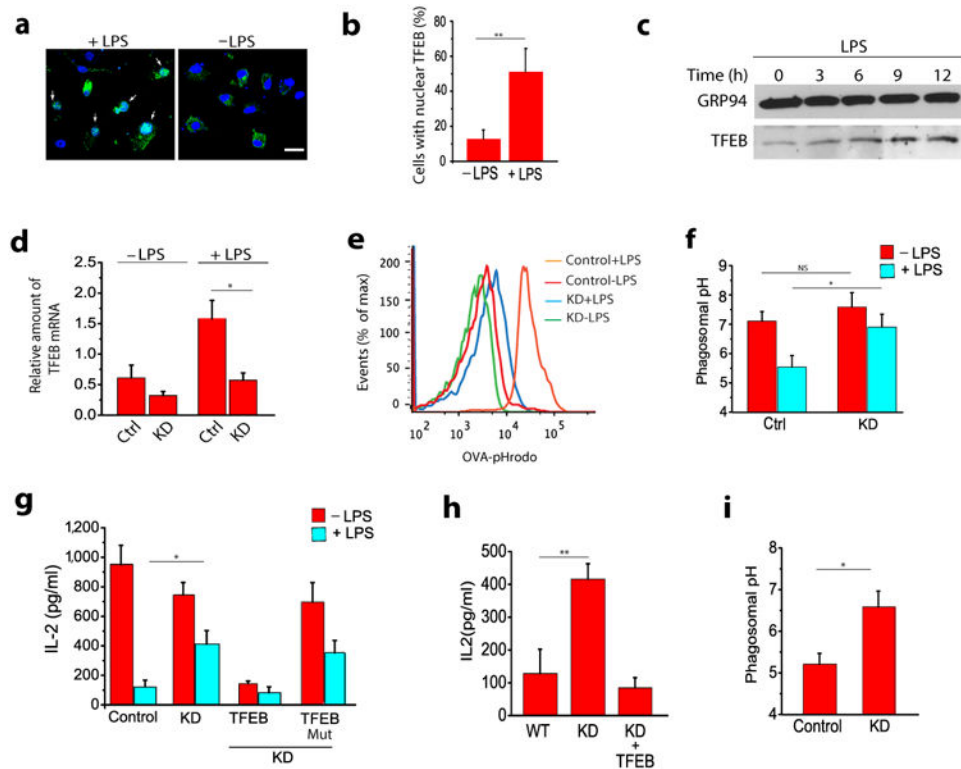 a
+ LPS
−LPS
b
Cells with nuclear TFEB (%)
80
60
40
20
0
**
− LPS
+ LPS
c
LPS
Time (h) 0 3 6 9 12
GRP94
TFEB
d
Relative amount of
TFEB mRNA
− LPS
+ LPS
2.5
2.0
1.5
1.0
0.5
0.0
*
Ctrl
KD
Ctrl
KD
e
Events (% of max)
200
150
100
50
0
Control+LPS
Control-LPS
KD+LPS
KD-LPS
10²
10³
10⁴
10⁵
OVA-pHrodo
f
− LPS
+ LPS
Phagosomal pH
9
8
7
6
5
4
NS
*
Ctrl
KD
g
− LPS
+ LPS
IL-2 (pg/ml)
1200
1.000
800
600
400
200
0
*
Control
KD
TFEB
TFEB
Mut
KD
h
IL2(pg/ml)
500
400
300
200
100
0
**
WT
KD
KD
+
TFEB
i
Phagosomal pH
8
7
6
5
4
*
Control
KD